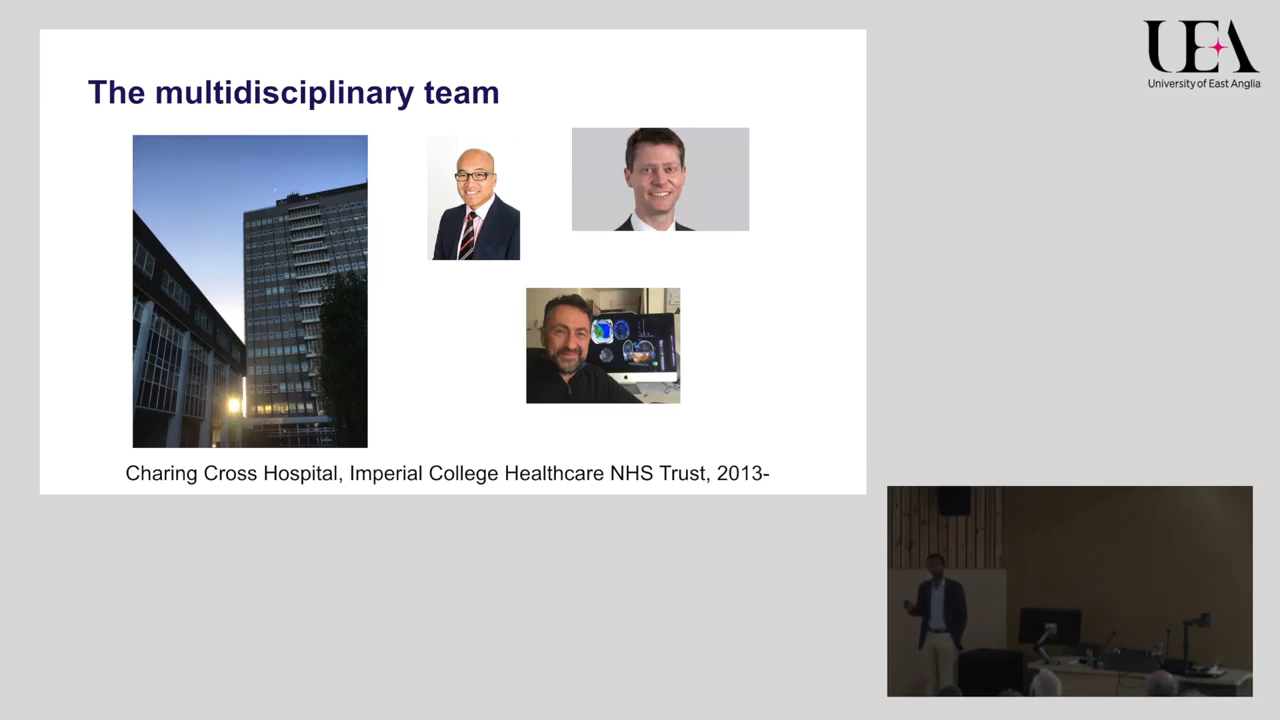 The multidisciplinary team
Charing Cross Hospital, Imperial College Healthcare NHS Trust, 2013-
UEA
University of East Anglia